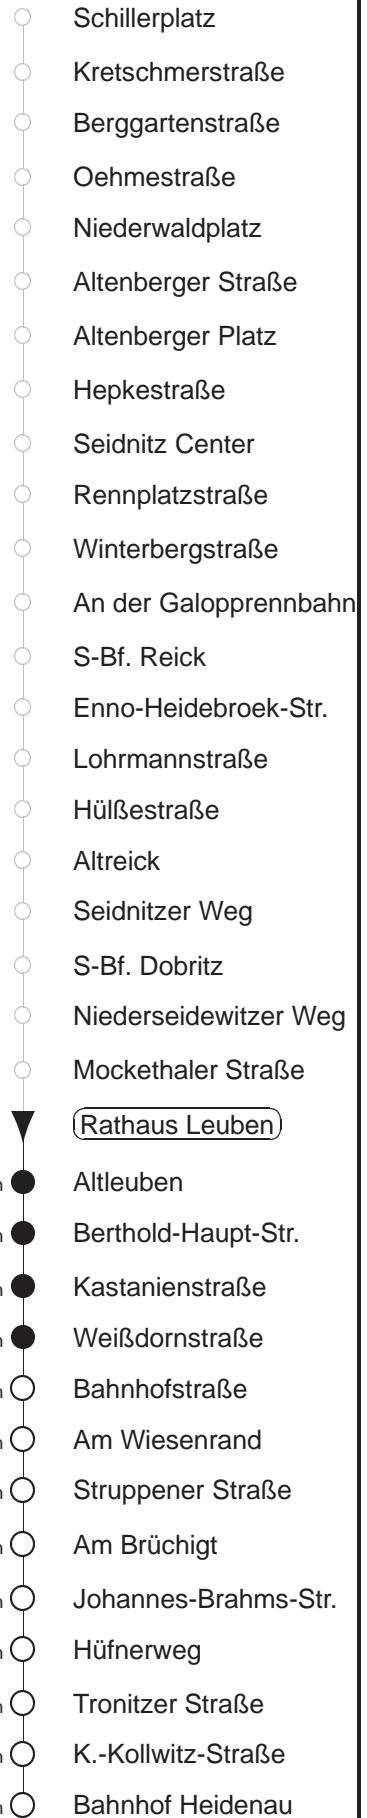 Schillerplatz
Kretschmerstraße
Berggartenstraße
Oehmestraße
Niederwaldplatz
Altenberger Straße
Altenberger Platz
Hepkestraße
Seidnitz Center
Rennplatzstraße
Winterbergstraße
An der Galopprennbahn
S-Bf. Reick
Enno-Heidebroek-Str.
Lohrmannstraße
Hülßestraße
Altreick
Seidnitzer Weg
S-Bf. Dobritz
Niederseidewitzer Weg
Mockethaler Straße
Rathaus Leuben
Altleuben
Berthold-Haupt-Str.
Kastanienstraße
Weißdornstraße
Bahnhofstraße
Am Wiesenrand
Struppener Straße
Am Brüchigt
Johannes-Brahms-Str.
Hüfnerweg
Tronitzer Straße
K.-Kollwitz-Straße
Bahnhof Heidenau